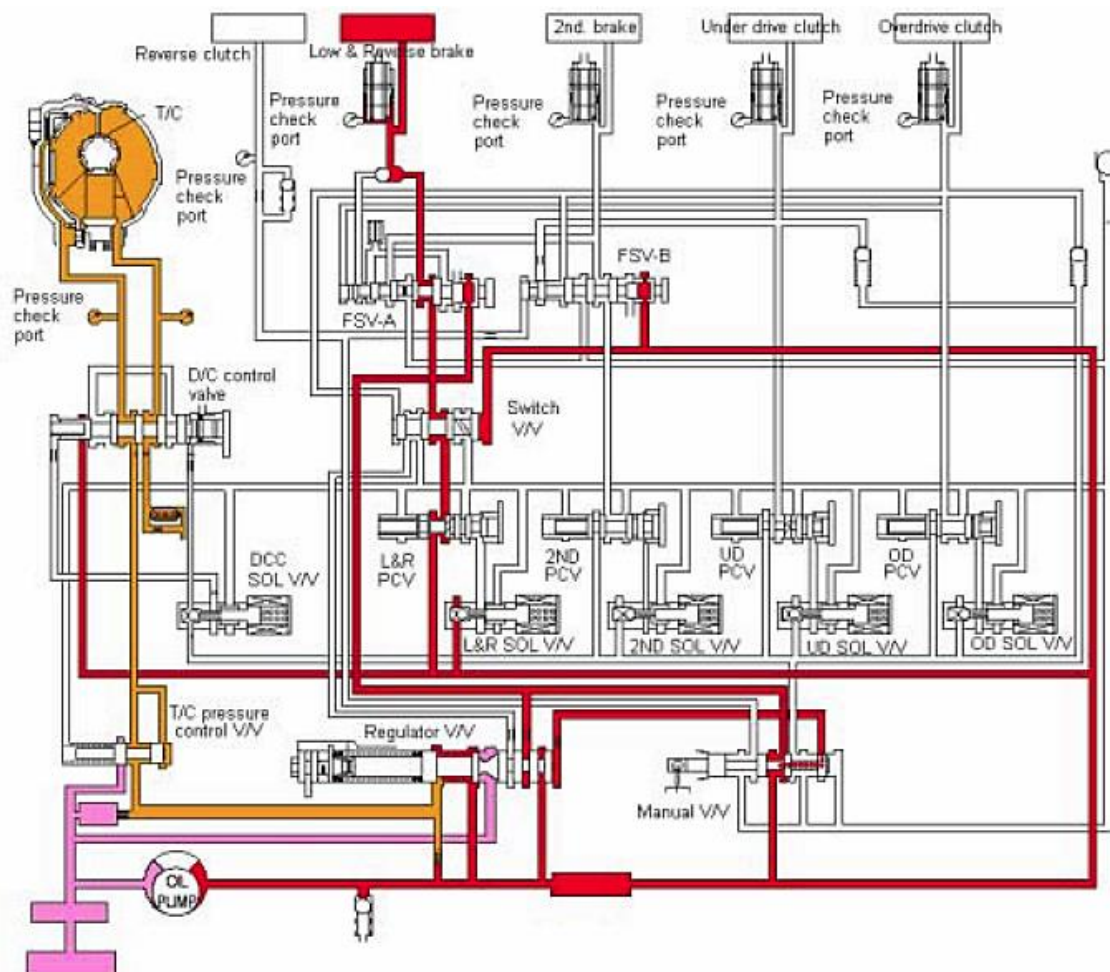 Reverse clutch
Low & Reverse brake
2nd. brake
Under drive clutch
Overdrive clutch
T/C
Pressure
check
port
Pressure
check
port
Pressure
check
port
Pressure
check
port
Pressure
check
port
Pressure
check
port
FSV-A
FSV-B
D/C control
valve
Switch
V/V
DCC
SOL V/V
L&R
PCV
2ND
PCV
UD
PCV
OD
PCV
L&R SOL V/V
2ND SOL V/V
UD SOL V/V
OD SOL V/V
T/C pressure
control V/V
Regulator V/V
Manual V/V
OIL
PUMP